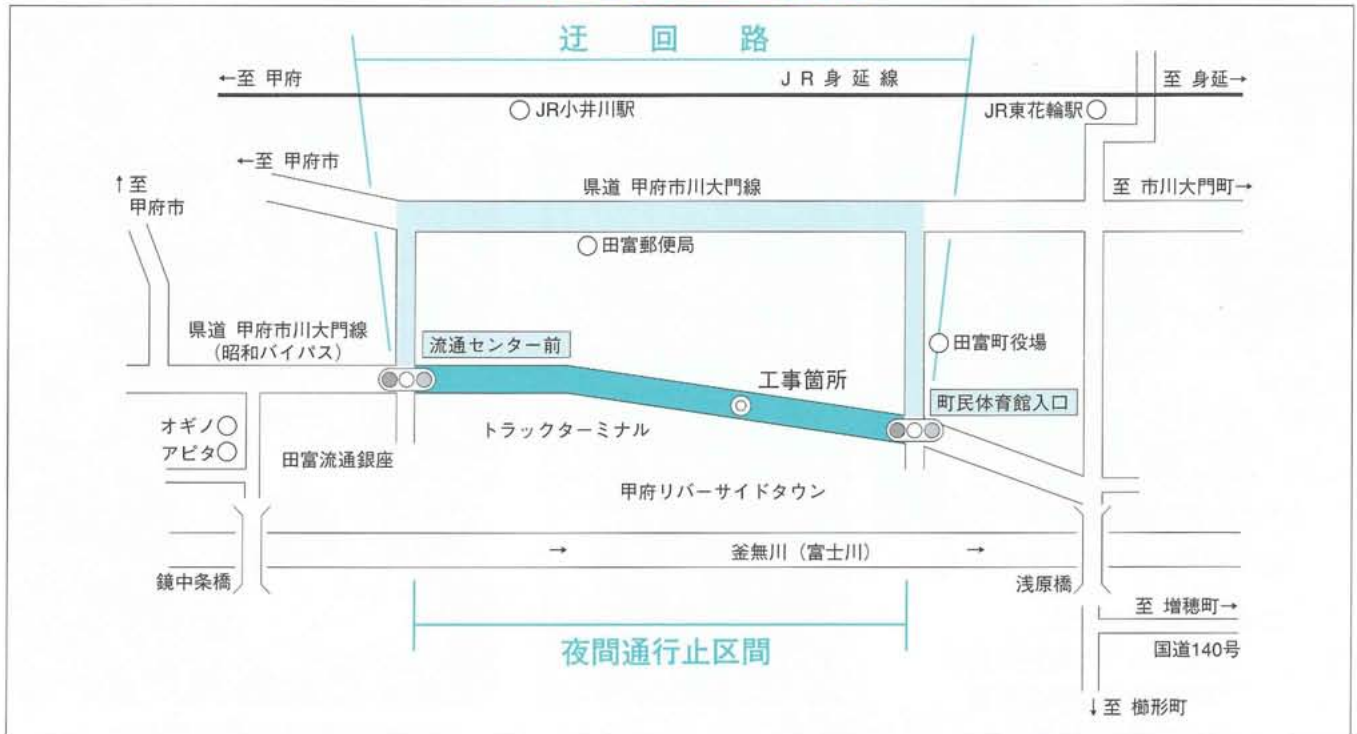 迂回路
←至 甲府
JR身延線
至 身延→
JR小井川駅
JR東花輪駅
←至 甲府市
↑至
甲府市
県道 甲府市川大門線
至 市川大門町→
田富郵便局
県道 甲府市川大門線
(昭和バイパス)
流通センター前
田富町役場
工事箇所
町民体育館入口
オギノ
アピタ
トラックターミナル
田富流通銀座
甲府リバーサイドタウン
→ 釜無川(富士川) →
鏡中条橋
浅原橋
至 増穂町→
夜間通行止区間
国道140号
↓至 櫛形町